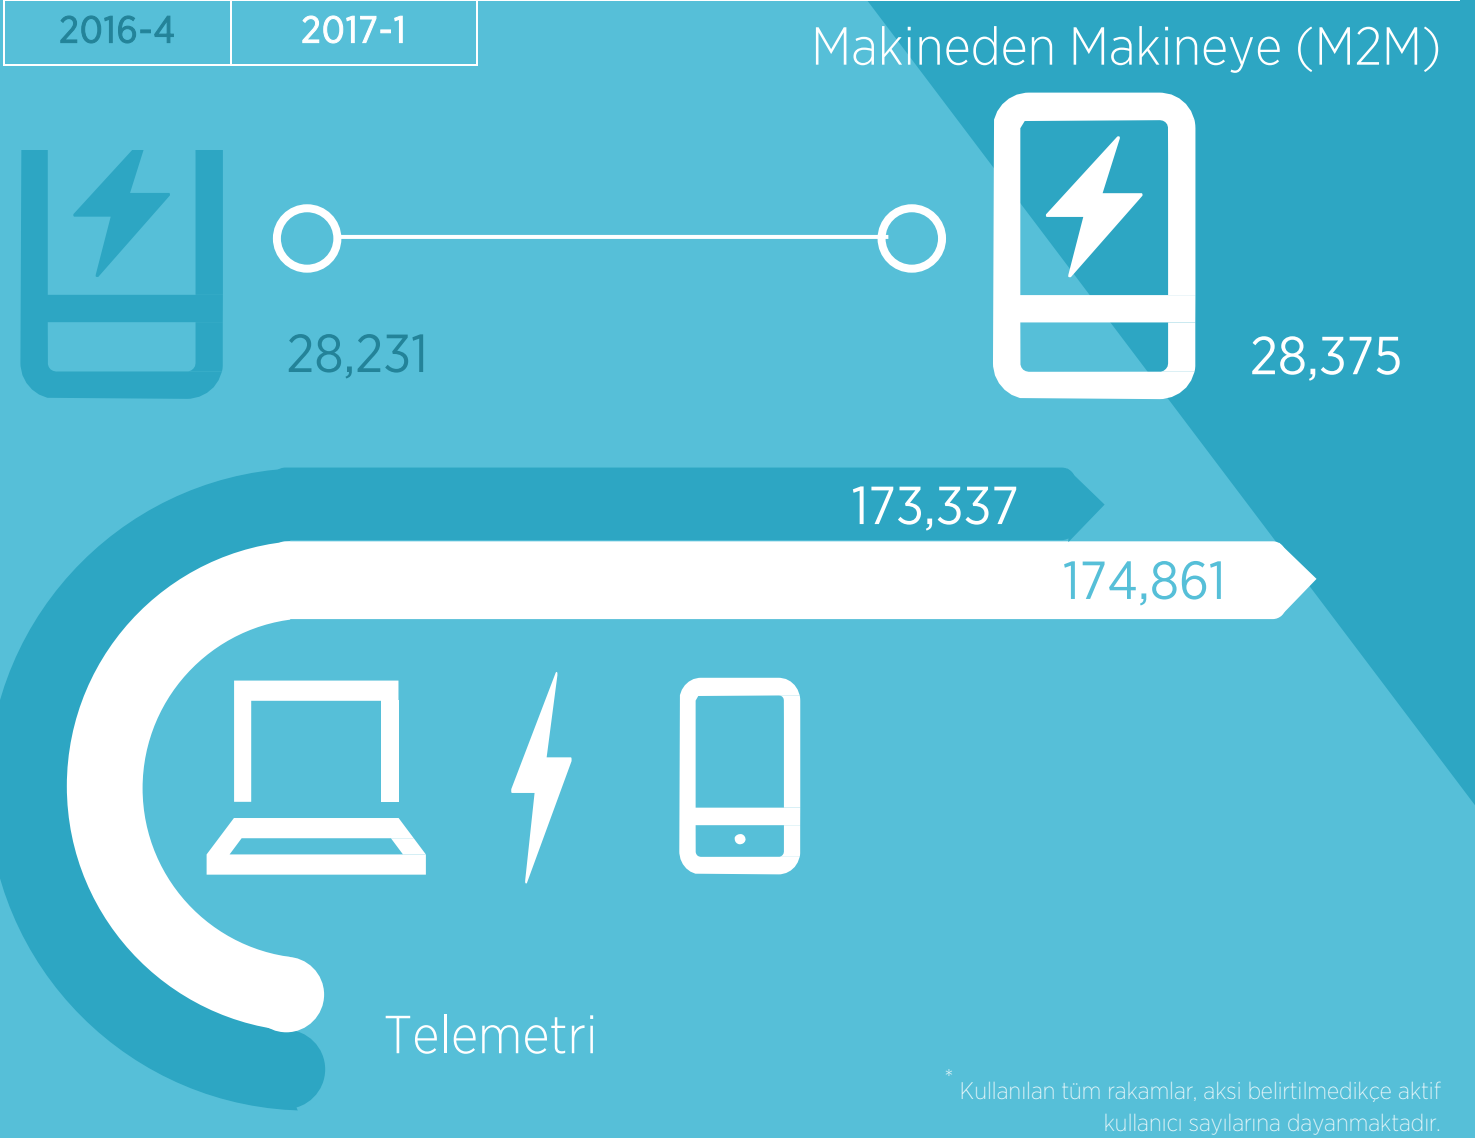 2016-4
2017-1
Makineden Makineye (M2M)
28,231
28,375
173,337
174,861
Telemetri
* Kullanılan tüm rakamlar, aksi belirtilmedikçe aktif
kullanıcı sayılarına dayanmaktadır.